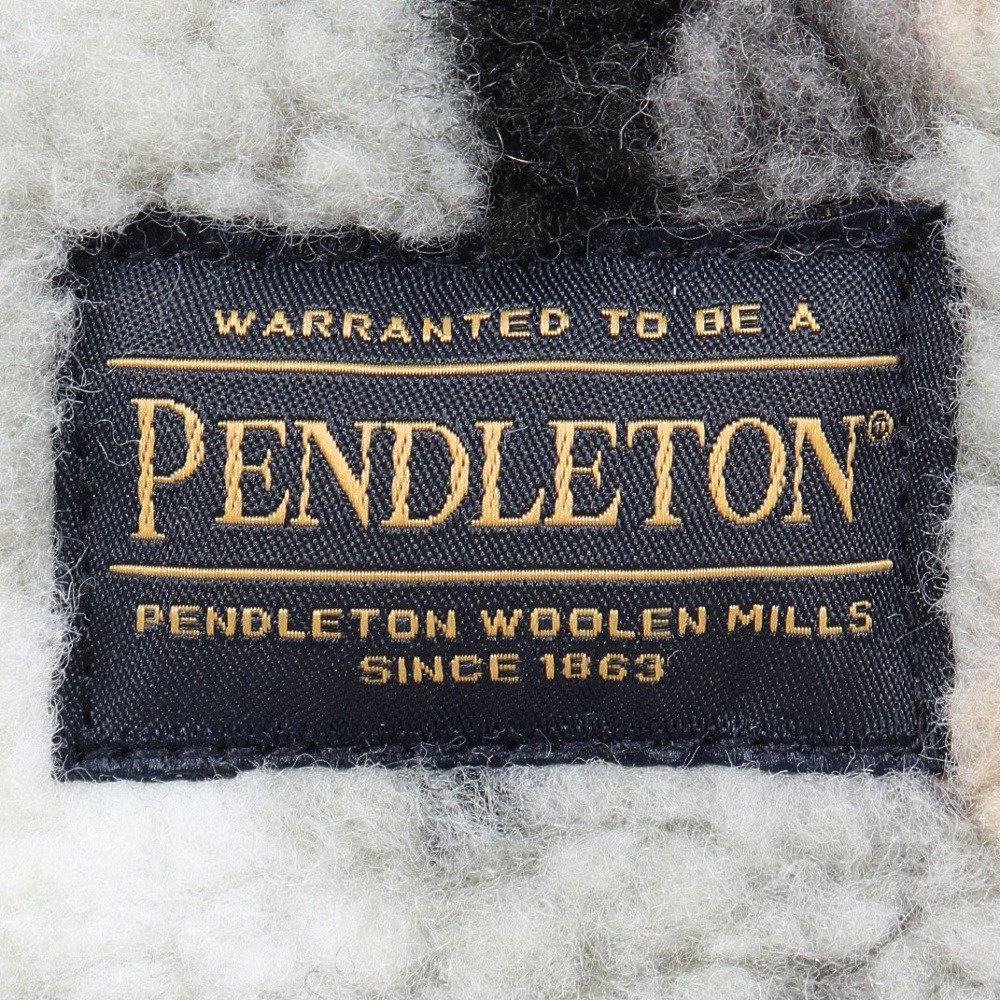 WARRANTED TO BE A
PENDLETON®
PENDLETON WOOLEN MILLS
SINCE 1863